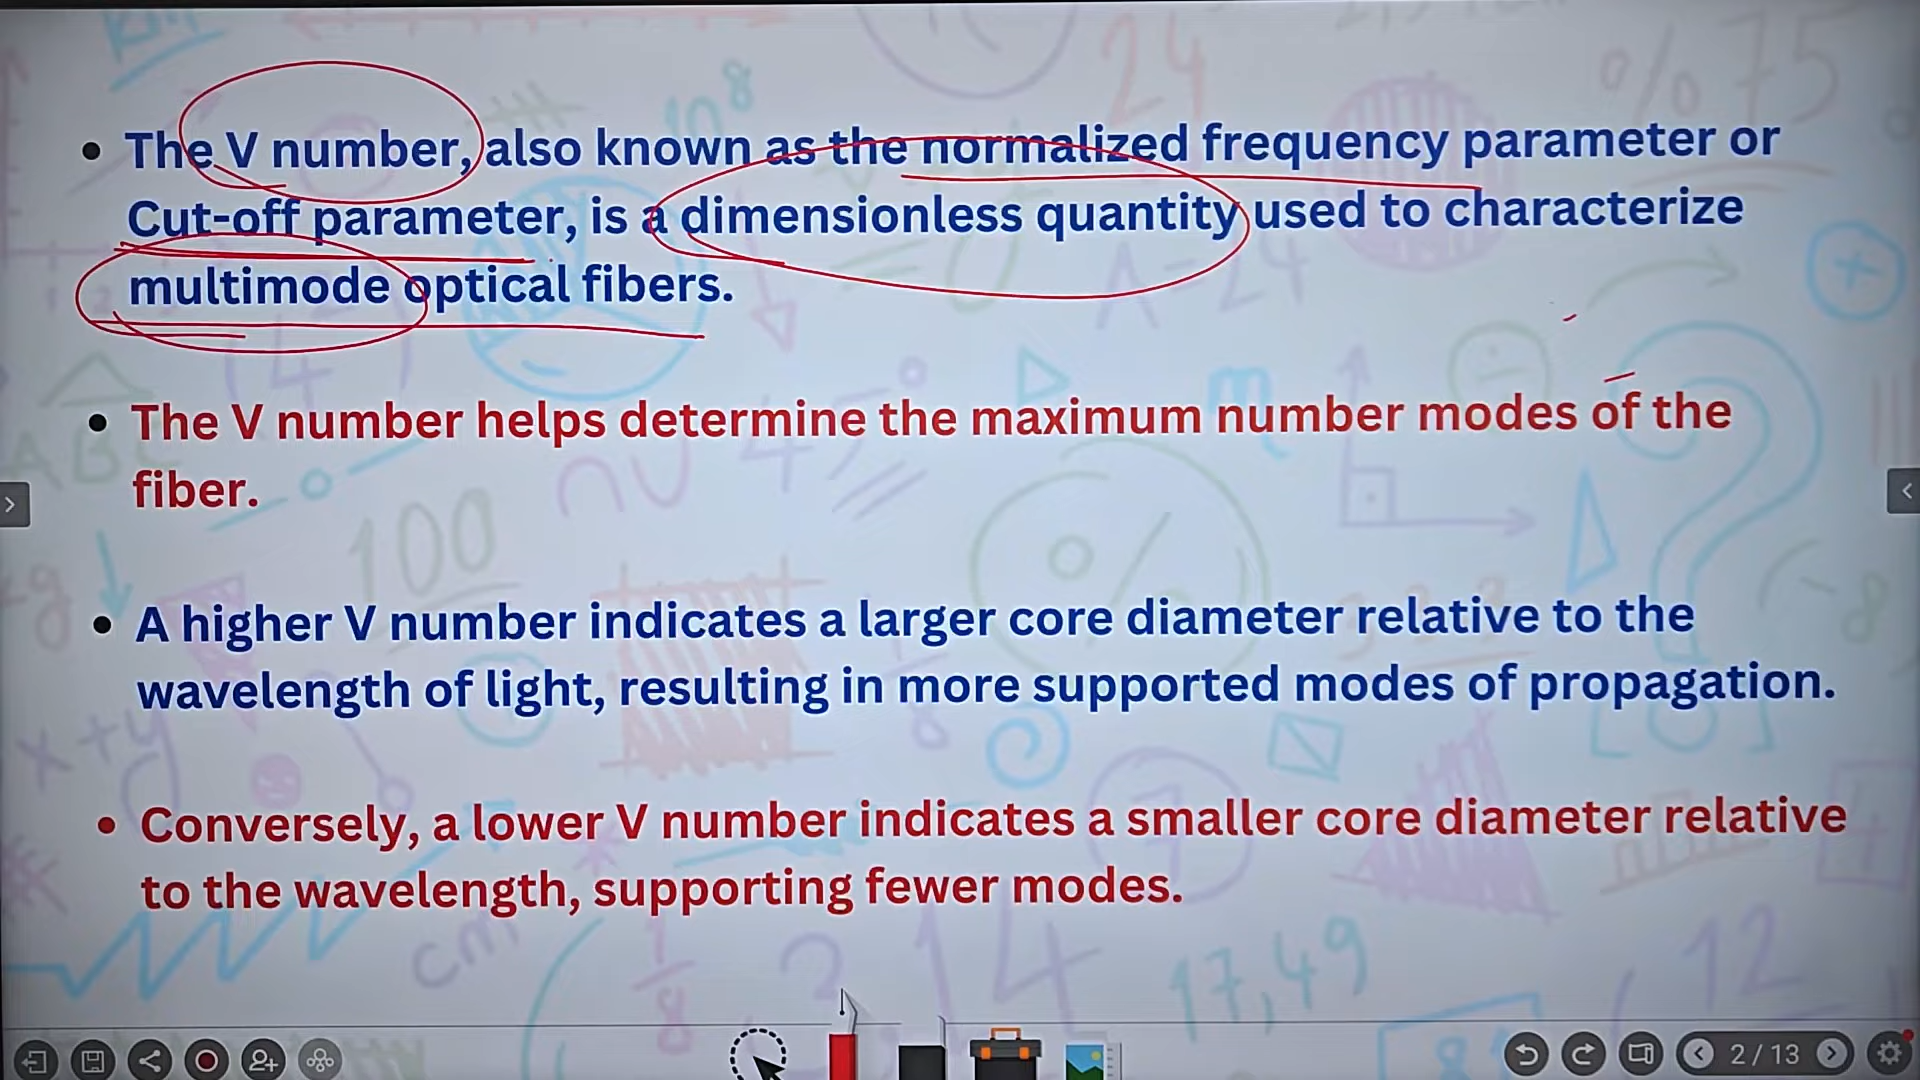 • The V number, also known as the normalized frequency parameter or
Cut-off parameter, is a dimensionless quantity used to characterize
multimode optical fibers.
• The V number helps determine the maximum number modes of the
fiber.
• A higher V number indicates a larger core diameter relative to the
wavelength of light, resulting in more supported modes of propagation.
• Conversely, a lower V number indicates a smaller core diameter relative
to the wavelength, supporting fewer modes.
2 / 13